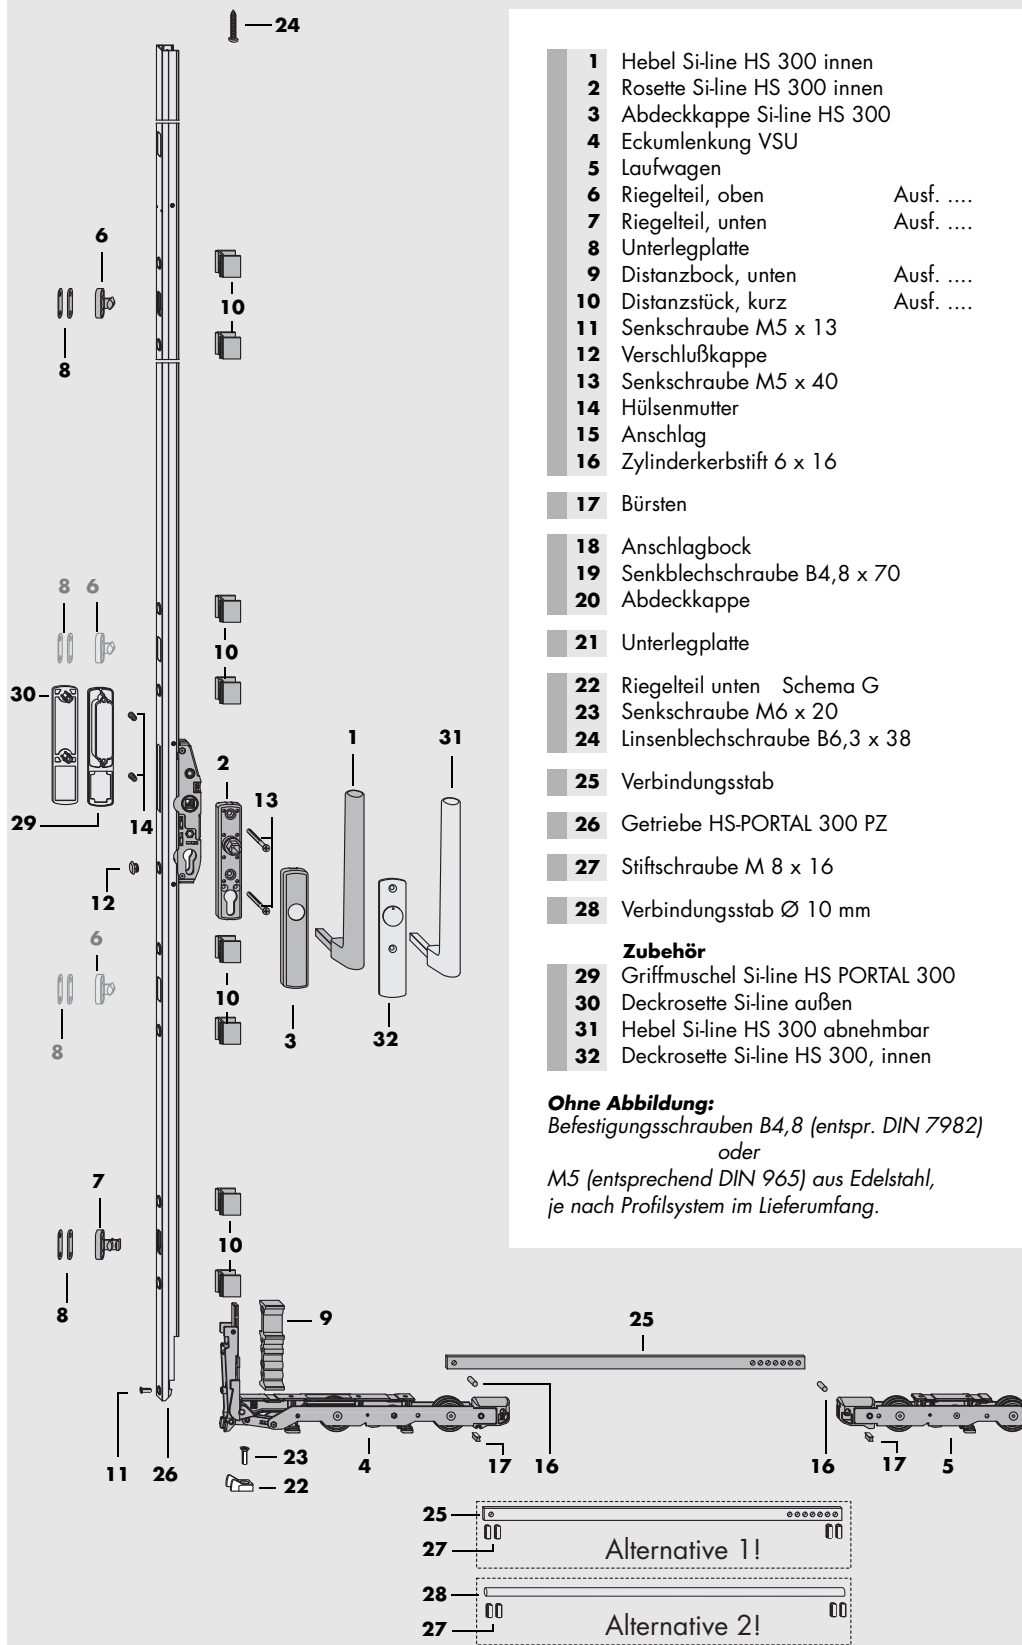 24
1 Hebel Si-line HS 300 innen
2 Rosette Si-line HS 300 innen
3 Abdeckkappe Si-line HS 300
4 Eckumlenkung VSU
5 Laufwagen
6 Riegelteil, oben Ausf. ....
7 Riegelteil, unten Ausf. ....
8 Unterlegplatte
9 Distanzbock, unten Ausf. ....
10 Distanzstück, kurz Ausf. ....
11 Senkschraube M5 x 13
12 Verschlußkappe
13 Senkschraube M5 x 40
14 Hülsenmutter
15 Anschlag
16 Zylinderkerbstift 6 x 16
17 Bürsten
18 Anschlagbock
19 Senkblechschraube B4,8 x 70
20 Abdeckkappe
21 Unterlegplatte
22 Riegelteil unten Schema G
23 Senkschraube M6 x 20
24 Linsenblechschraube B6,3 x 38
25 Verbindungsstab
26 Getriebe HS-PORTAL 300 PZ
27 Stiftschraube M 8 x 16
28 Verbindungsstab Ø 10 mm
Zubehör
29 Griffmuschel Si-line HS PORTAL 300
30 Deckrosette Si-line außen
31 Hebel Si-line HS 300 abnehmbar
32 Deckrosette Si-line HS 300, innen
Ohne Abbildung:
Befestigungsschrauben B4,8 (entspr. DIN 7982)
oder
M5 (entsprechend DIN 965) aus Edelstahl,
je nach Profilsystem im Lieferumfang.
6
10
8
8 6
10
30
1 31
2
13
29 14
12
6
10
8
3 32
7
10
8
9
25
11 26
23
22
4
17 16
16 17 5
25
27
Alternative 1!
28
27
Alternative 2!